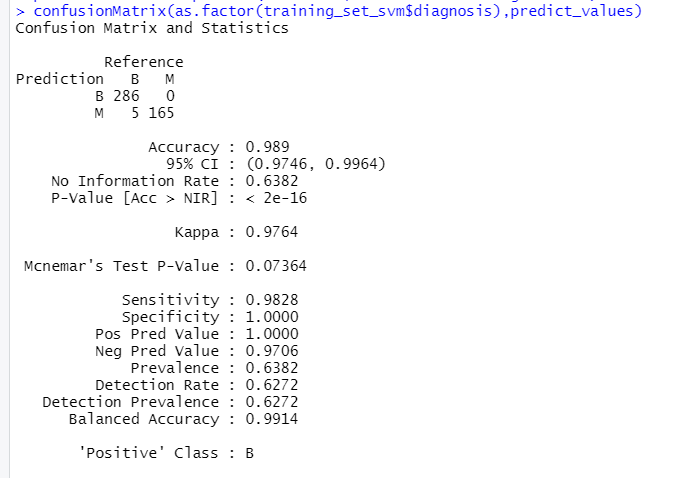 > confusionMatrix(as.factor(training_set_svm$diagnosis),predict_values)
Confusion Matrix and Statistics
Reference
Prediction B M
B 286 0
M 5 165
Accuracy : 0.989
95% CI : (0.9746, 0.9964)
No Information Rate : 0.6382
P-Value [Acc > NIR] : < 2e-16
Kappa : 0.9764
Mcnemar's Test P-Value : 0.07364
Sensitivity : 0.9828
Specificity : 1.0000
Pos Pred Value : 1.0000
Neg Pred Value : 0.9706
Prevalence : 0.6382
Detection Rate : 0.6272
Detection Prevalence : 0.6272
Balanced Accuracy : 0.9914
'Positive' Class : B